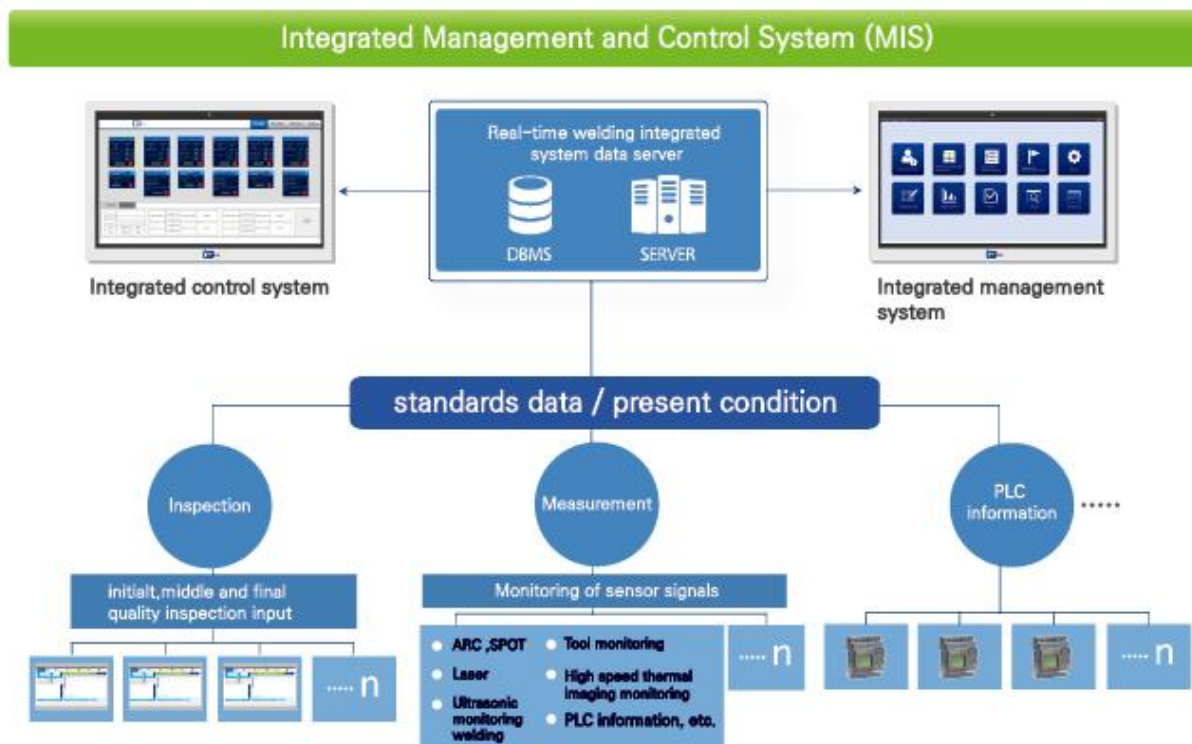 Integrated Management and Control System (MIS)
Real-time welding integrated
system data server
DBMS
SERVER
Integrated control system
Integrated management
system
standards data / present condition
Inspection
Measurement
PLC
information
.....
initialt,middle and final
quality inspection input
Monitoring of sensor signals
ARC ,SPOT
Laser
Ultrasonic
monitoring
welding
Tool monitoring
High speed thermal
imaging monitoring
PLC information, etc.
..... n
..... n
..... n